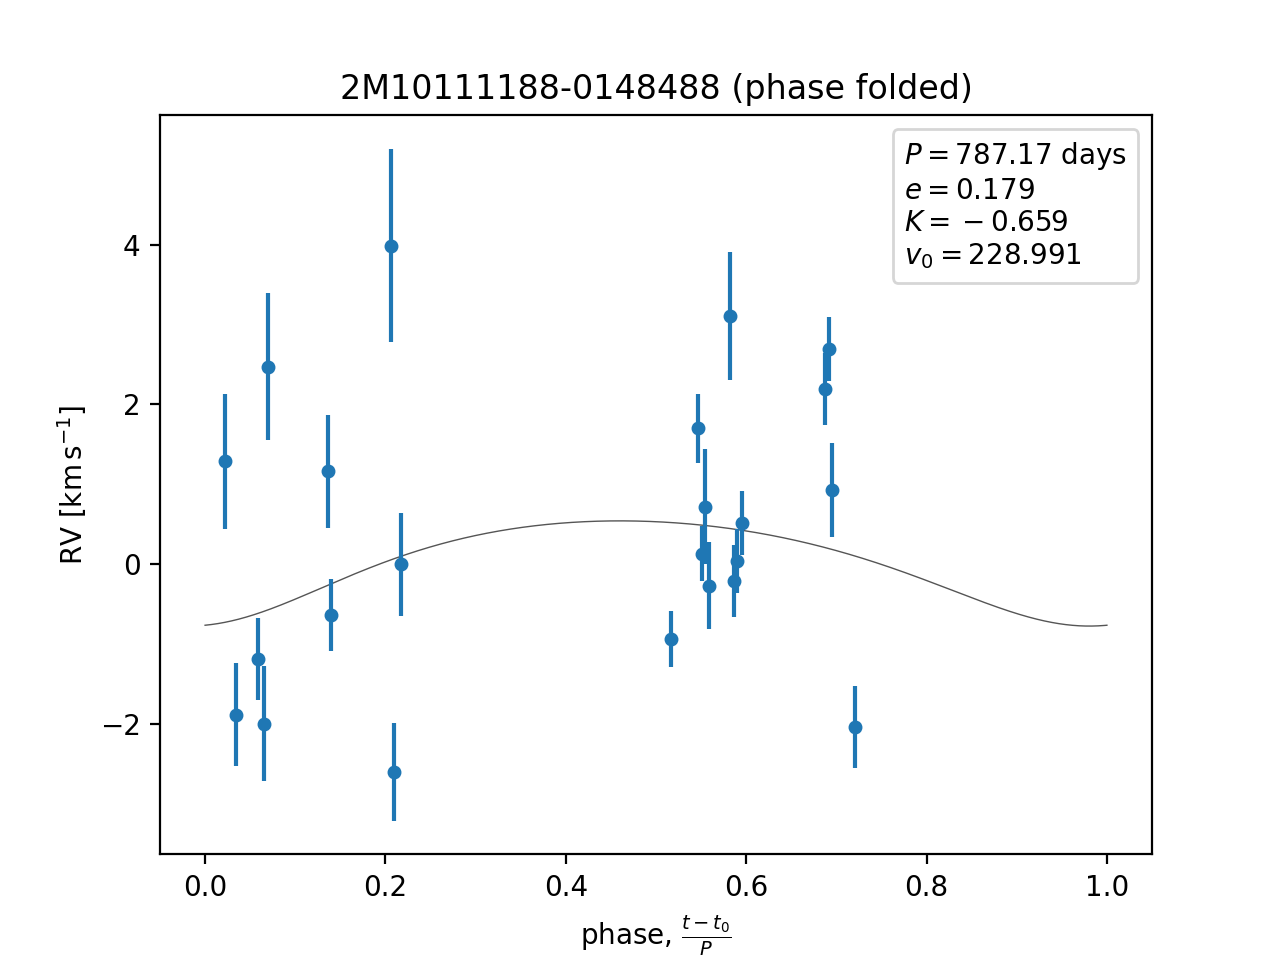 2M10111188-0148488 (phase folded)
P = 787.17 days
e = 0.179
K = −0.659
v₀ = 228.991
RV [km s⁻¹]
4
2
0
−2
0.0 0.2 0.4 0.6 0.8 1.0
phase, (t − t₀)/P